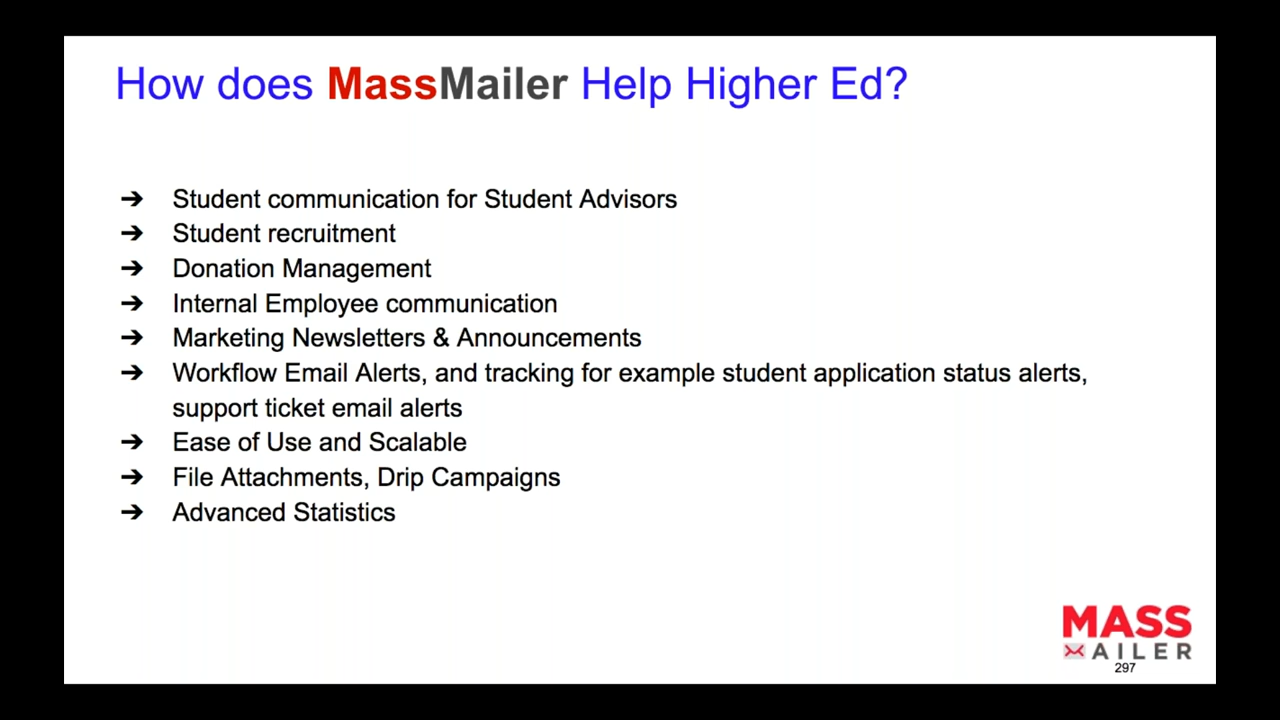 How does MassMailer Help Higher Ed?
➔ Student communication for Student Advisors
➔ Student recruitment
➔ Donation Management
➔ Internal Employee communication
➔ Marketing Newsletters & Announcements
➔ Workflow Email Alerts, and tracking for example student application status alerts,
support ticket email alerts
➔ Ease of Use and Scalable
➔ File Attachments, Drip Campaigns
➔ Advanced Statistics
MASS
AILER
297